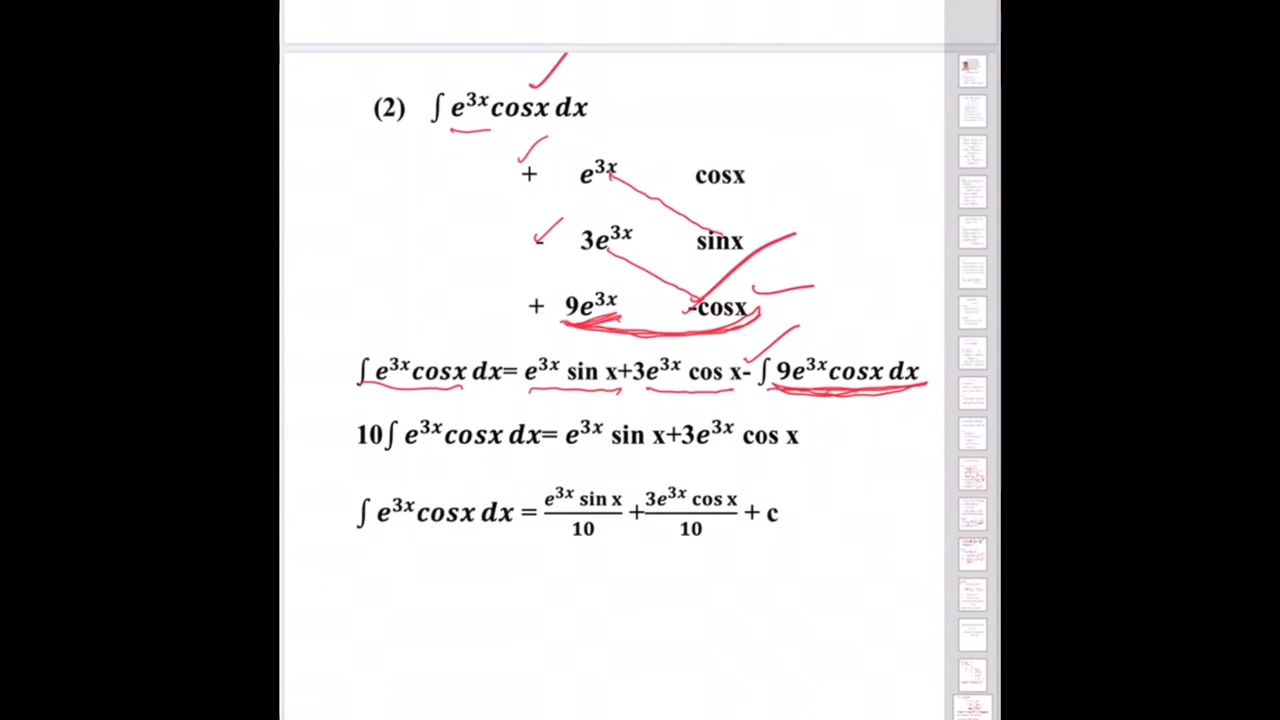 (2) ∫ e^{3x} cosx dx
+ e^{3x} cosx
- 3e^{3x} sinx
+ 9e^{3x} -cosx
∫ e^{3x} cosx dx= e^{3x} sin x+3e^{3x} cos x- ∫ 9e^{3x} cosx dx
10∫ e^{3x} cosx dx= e^{3x} sin x+3e^{3x} cos x
∫ e^{3x} cosx dx = \frac{e^{3x} sin x}{10} + \frac{3e^{3x} cos x}{10} + c